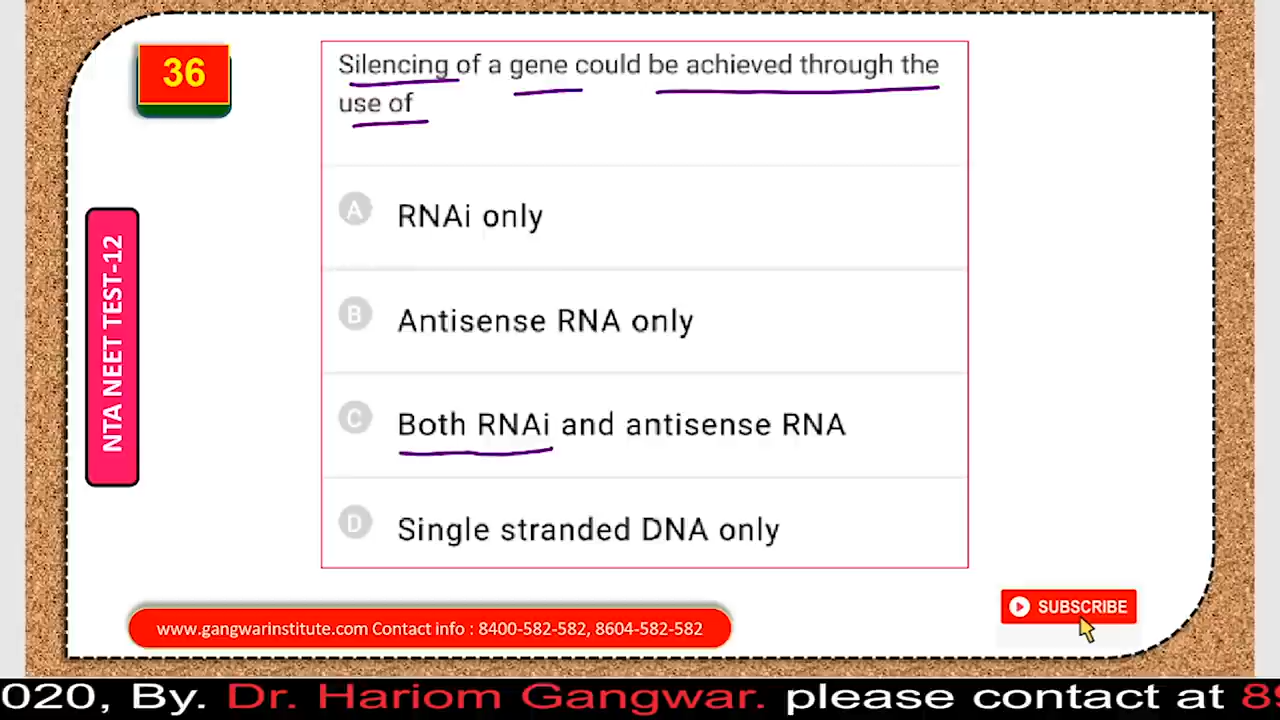 36
Silencing of a gene could be achieved through the
use of
A RNAi only
B Antisense RNA only
C Both RNAi and antisense RNA
D Single stranded DNA only
NTA NEET TEST-12
www.gangwarinstitute.com Contact info : 8400-582-582, 8604-582-582
SUBSCRIBE
020, By. Dr. Hariom Gangwar. please contact at 8